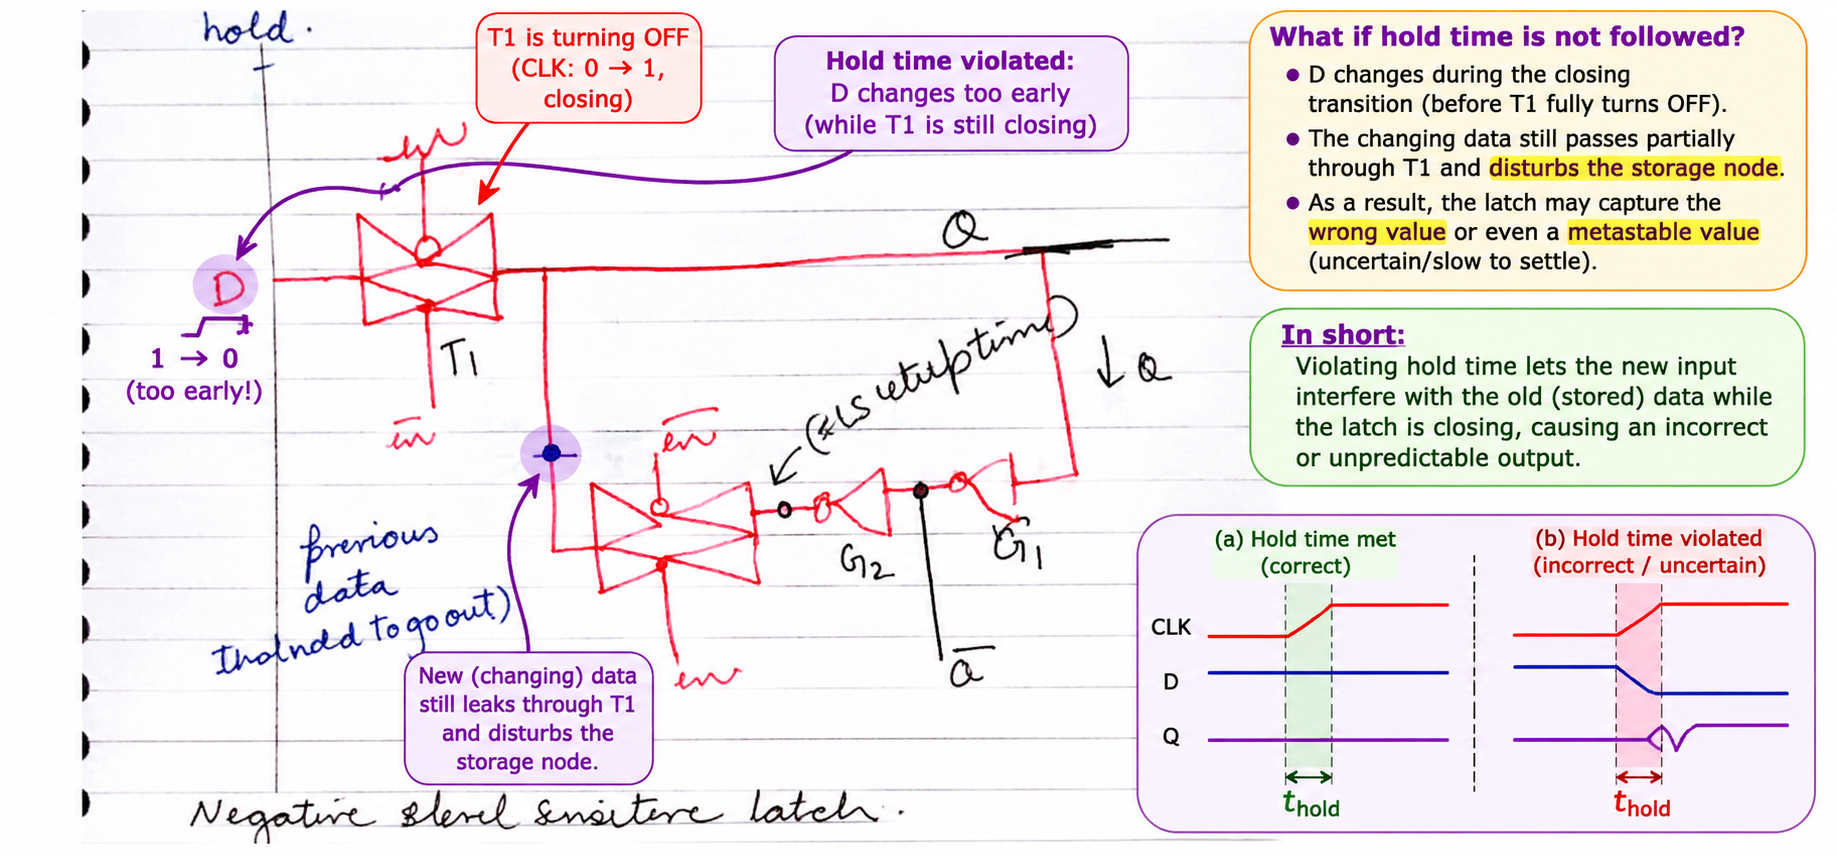 hold.
T1 is turning OFF
(CLK: 0 → 1,
closing)
Hold time violated:
D changes too early
(while T1 is still closing)
en
D
1 → 0
(too early!)
T1
en
Q
↓ Q
setup time)
en
G2
G1
Q
en
previous
data
to go out)
New (changing) data
still leaks through T1
and disturbs the
storage node.
Negative level sensitive latch.
What if hold time is not followed?
● D changes during the closing
transition (before T1 fully turns OFF).
● The changing data still passes partially
through T1 and disturbs the storage node.
● As a result, the latch may capture the
wrong value or even a metastable value
(uncertain/slow to settle).
In short:
Violating hold time lets the new input
interfere with the old (stored) data while
the latch is closing, causing an incorrect
or unpredictable output.
(a) Hold time met
(correct)
(b) Hold time violated
(incorrect / uncertain)
CLK
D
Q
thold
thold